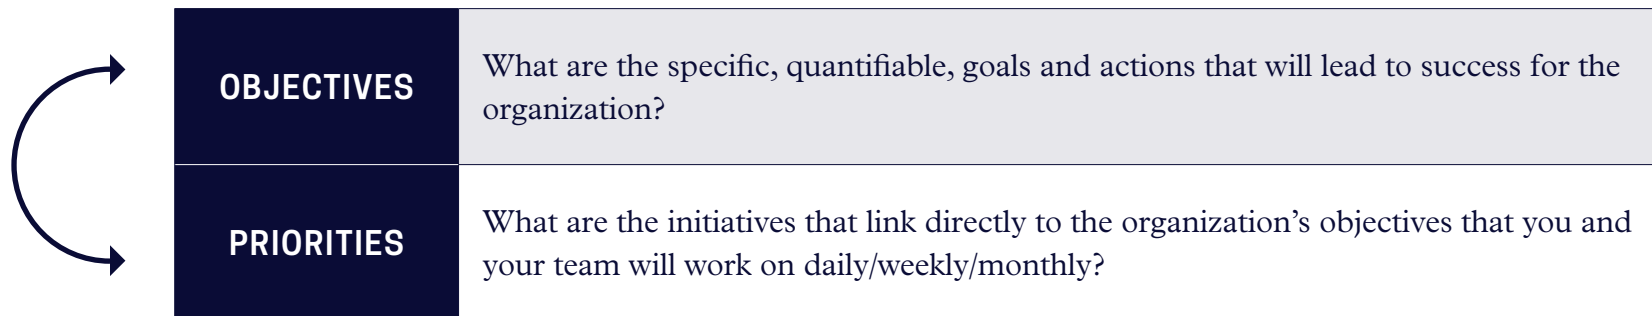 OBJECTIVES
What are the specific, quantifiable, goals and actions that will lead to success for the
organization?
PRIORITIES
What are the initiatives that link directly to the organization’s objectives that you and
your team will work on daily/weekly/monthly?